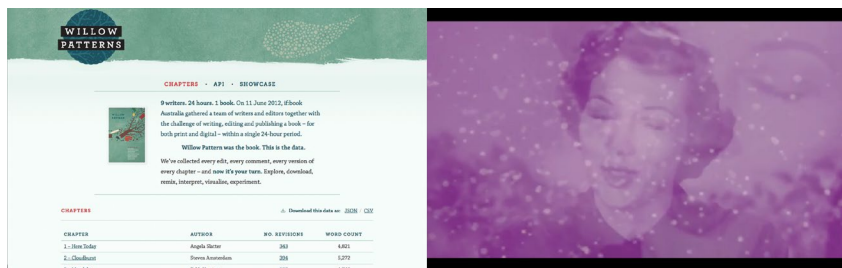 WILLOW
PATTERNS
CHAPTERS • API • SHOWCASE
9 writers. 24 hours. 1 book. On 11 June 2012, if:book
Australia gathered a team of writers and editors together with
the challenge of writing, editing and publishing a book – for
both print and digital – within a single 24-hour period.
Willow Pattern was the book. This is the data.
We've collected every edit, every comment, every version of
every chapter – and now it's your turn. Explore, download,
remix, interpret, visualise, experiment.
CHAPTERS
Download this data as: JSON / CSV
CHAPTER AUTHOR NO. REVISIONS WORD COUNT
1 – Here Today Angela Slatter 343 4,821
2 – Cloudburst Steven Amsterdam 394 5,272